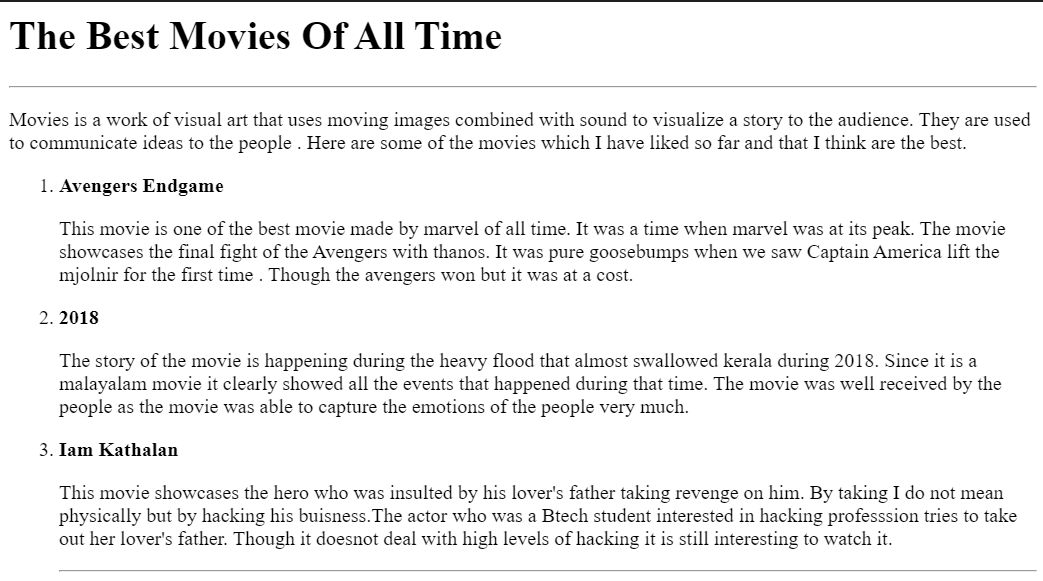 The Best Movies Of All Time
Movies is a work of visual art that uses moving images combined with sound to visualize a story to the audience. They are used
to communicate ideas to the people . Here are some of the movies which I have liked so far and that I think are the best.
1. Avengers Endgame
This movie is one of the best movie made by marvel of all time. It was a time when marvel was at its peak. The movie
showcases the final fight of the Avengers with thanos. It was pure goosebumps when we saw Captain America lift the
mjolnir for the first time . Though the avengers won but it was at a cost.
2. 2018
The story of the movie is happening during the heavy flood that almost swallowed kerala during 2018. Since it is a
malayalam movie it clearly showed all the events that happened during that time. The movie was well received by the
people as the movie was able to capture the emotions of the people very much.
3. Iam Kathalan
This movie showcases the hero who was insulted by his lover's father taking revenge on him. By taking I do not mean
physically but by hacking his buisness.The actor who was a Btech student interested in hacking professsion tries to take
out her lover's father. Though it doesnot deal with high levels of hacking it is still interesting to watch it.